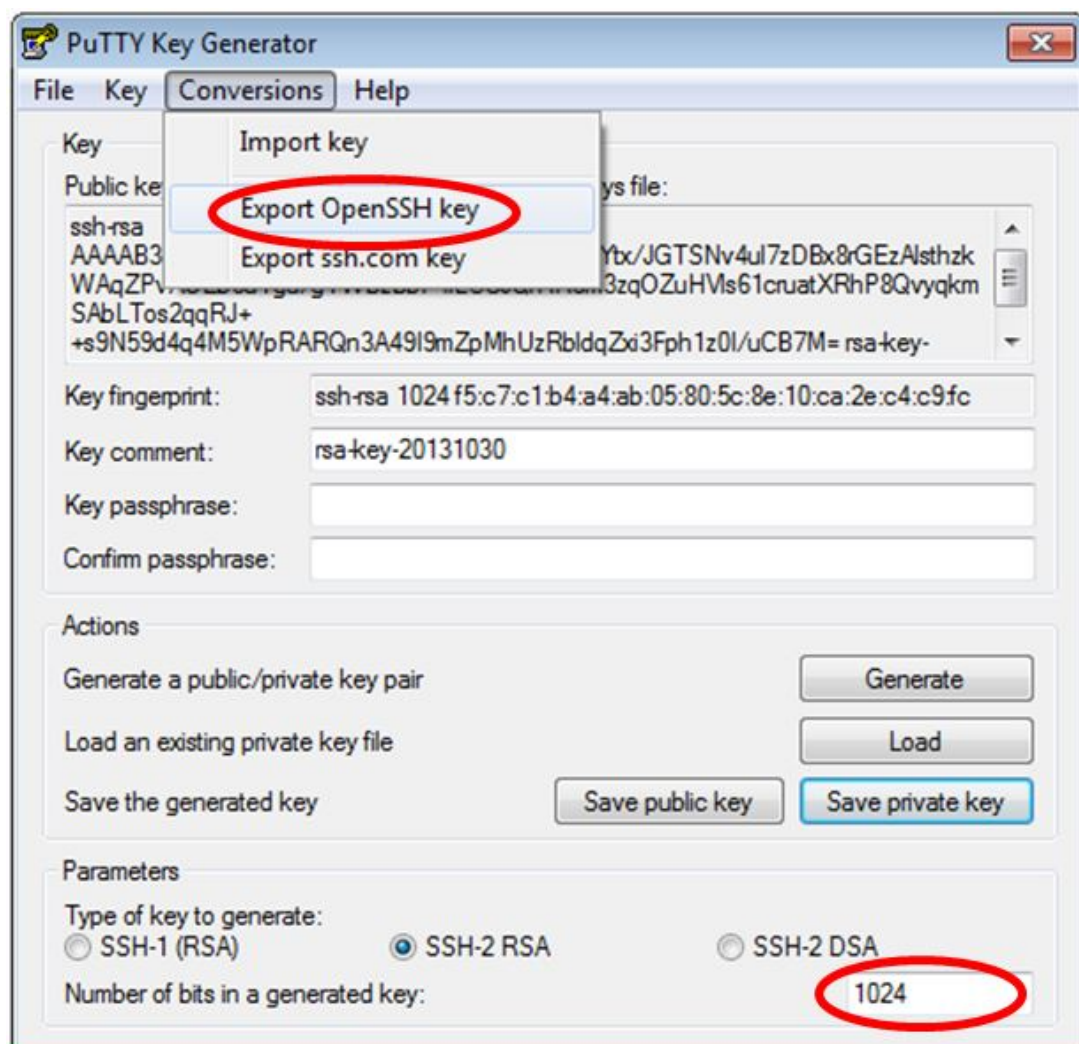 PuTTY Key Generator
File Key Conversions Help
Import key
Export OpenSSH key
Export ssh.com key
Key
Public ke ys file:
ssh-rsa
AAAAB3 Ytx/JGTSNv4ul7zDBx8rGEzAlsthzk
WAqZPv 3zqOZuHVls61cruatXRhP8Qvyqkm
SAbLTos2qqRJ+
+s9N59d4q4M5WpRARQn3A49I9mZpMhUzRbldqZxi3Fph1z0l/uCB7M= rsa-key-
Key fingerprint: ssh-rsa 1024 f5:c7:c1:b4:a4:ab:05:80:5c:8e:10:ca:2e:c4:c9:fc
Key comment: rsa-key-20131030
Key passphrase:
Confirm passphrase:
Actions
Generate a public/private key pair Generate
Load an existing private key file Load
Save the generated key Save public key Save private key
Parameters
Type of key to generate:
SSH-1 (RSA) SSH-2 RSA SSH-2 DSA
Number of bits in a generated key: 1024